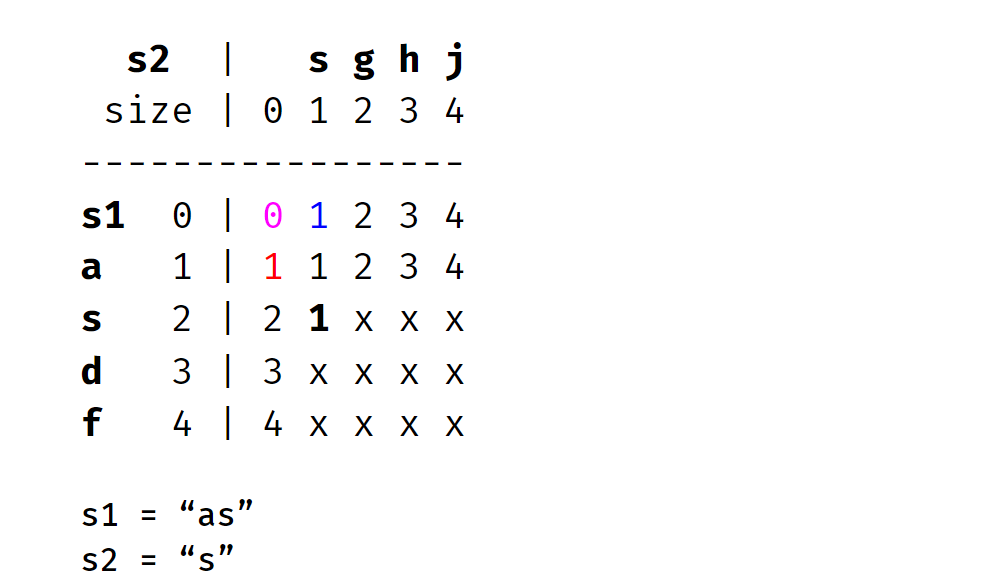 s2 | s g h j
size | 0 1 2 3 4
-----------------
s1 0 | 0 1 2 3 4
a 1 | 1 1 2 3 4
s 2 | 2 1 x x x
d 3 | 3 x x x x
f 4 | 4 x x x x
s1 = “as”
s2 = “s”